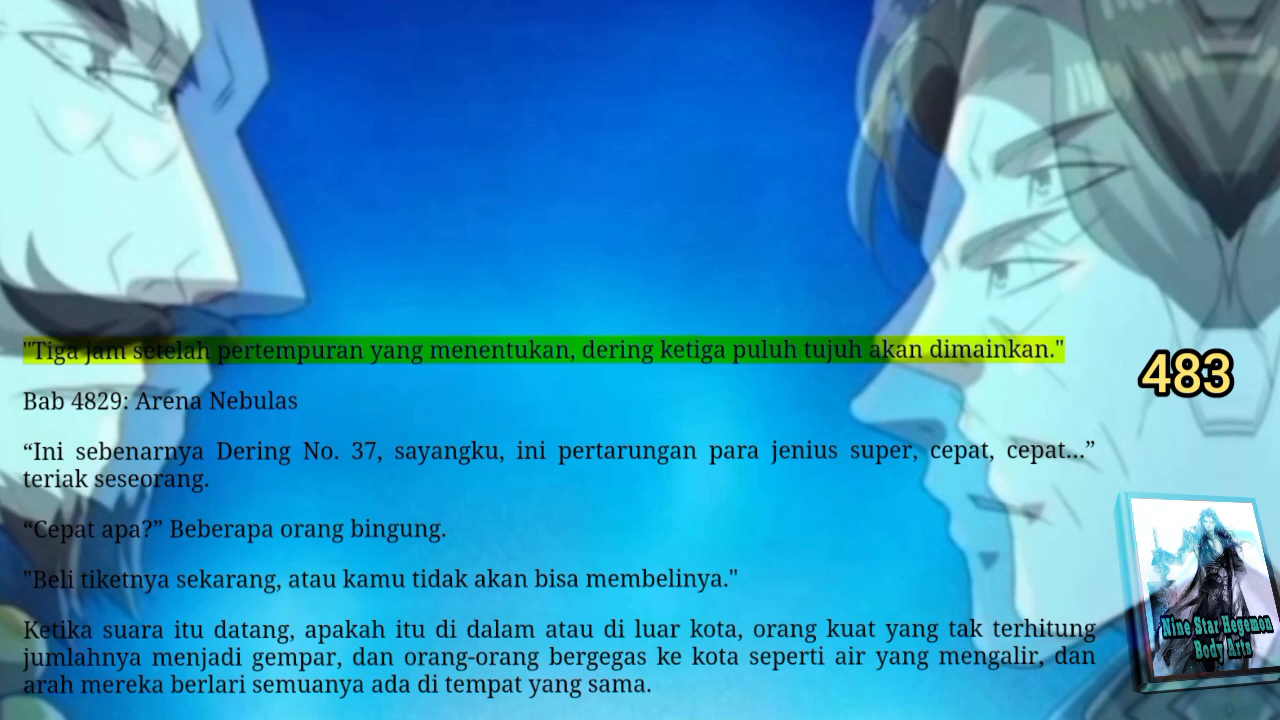 "Tiga jam setelah pertempuran yang menentukan, dering ketiga puluh tujuh akan dimainkan."
Bab 4829: Arena Nebulas
“Ini sebenarnya Dering No. 37, sayangku, ini pertarungan para jenius super, cepat, cepat…”
teriak seseorang.
“Cepat apa?” Beberapa orang bingung.
"Beli tiketnya sekarang, atau kamu tidak akan bisa membelinya."
Ketika suara itu datang, apakah itu di dalam atau di luar kota, orang kuat yang tak terhitung
jumlahnya menjadi gempar, dan orang-orang bergegas ke kota seperti air yang mengalir, dan
arah mereka berlari semuanya ada di tempat yang sama.
483
Nine Star Hegemon
Body Arts